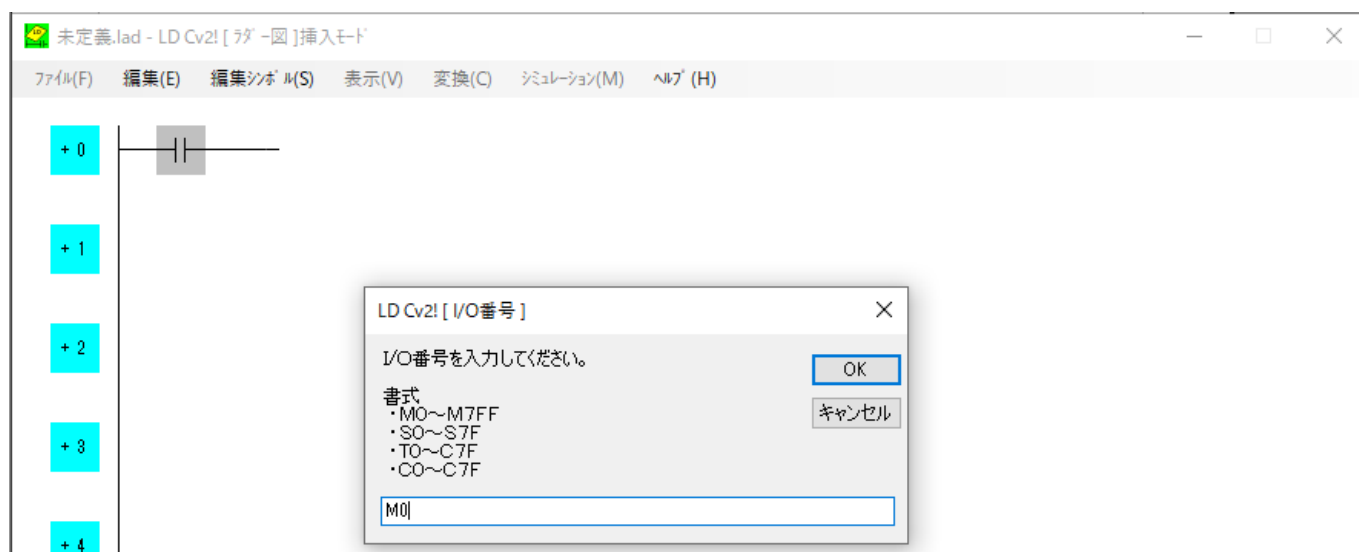 未定義.lad - LD Cv2! [ ﾗﾀﾞｰ図 ]挿入ﾓｰﾄﾞ
ﾌｧｲﾙ(F) 編集(E) 編集ｼﾝﾎﾞﾙ(S) 表示(V) 変換(C) ｼﾐｭﾚｰｼｮﾝ(M) ﾍﾙﾌﾟ(H)
+ 0
+ 1
+ 2
+ 3
+ 4
LD Cv2! [ I/O番号 ]
I/O番号を入力してください。
書式
・M0～M7FF
・S0～S7F
・T0～C7F
・C0～C7F
OK
キャンセル
M0